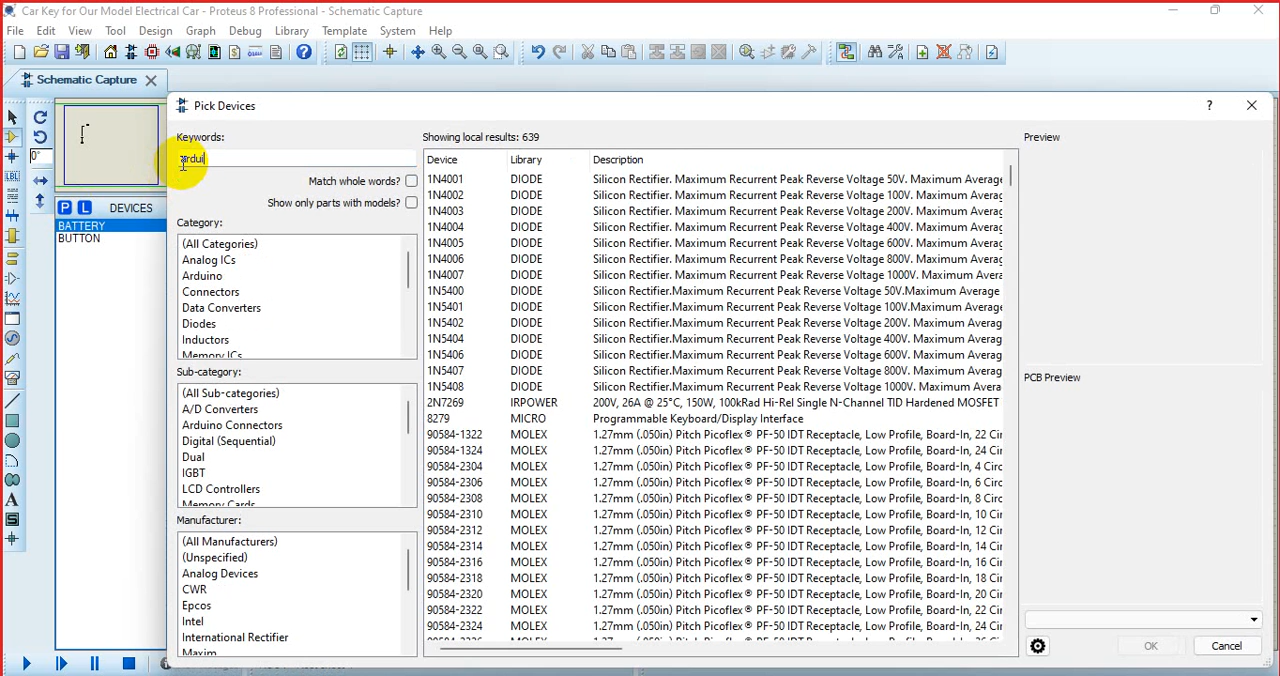 Car Key for Our Model Electrical Car - Proteus 8 Professional - Schematic Capture
File Edit View Tool Design Graph Debug Library Template System Help
Schematic Capture
Pick Devices
Keywords:
ardui
Match whole words?
Show only parts with models?
Category:
(All Categories)
Analog ICs
Arduino
Connectors
Data Converters
Diodes
Inductors
Memory ICs
Sub-category:
(All Sub-categories)
A/D Converters
Arduino Connectors
Digital (Sequential)
Dual
IGBT
LCD Controllers
Memory Cards
Manufacturer:
(All Manufacturers)
(Unspecified)
Analog Devices
CWR
Epcos
Intel
International Rectifier
Maxim
0°
LBL
P L DEVICES
BATTERY
BUTTON
A
S
Showing local results: 639
Device Library Description
1N4001 DIODE Silicon Rectifier. Maximum Recurrent Peak Reverse Voltage 50V. Maximum Average
1N4002 DIODE Silicon Rectifier. Maximum Recurrent Peak Reverse Voltage 100V. Maximum Avera
1N4003 DIODE Silicon Rectifier. Maximum Recurrent Peak Reverse Voltage 200V. Maximum Avera
1N4004 DIODE Silicon Rectifier. Maximum Recurrent Peak Reverse Voltage 400V. Maximum Avera
1N4005 DIODE Silicon Rectifier. Maximum Recurrent Peak Reverse Voltage 600V. Maximum Avera
1N4006 DIODE Silicon Rectifier. Maximum Recurrent Peak Reverse Voltage 800V. Maximum Avera
1N4007 DIODE Silicon Rectifier. Maximum Recurrent Peak Reverse Voltage 1000V. Maximum Avera
1N5400 DIODE Silicon Rectifier.Maximum Recurrent Peak Reverse Voltage 50V.Maximum Average
1N5401 DIODE Silicon Rectifier.Maximum Recurrent Peak Reverse Voltage 100V.Maximum Average
1N5402 DIODE Silicon Rectifier.Maximum Recurrent Peak Reverse Voltage 200V. Maximum Averag
1N5404 DIODE Silicon Rectifier.Maximum Recurrent Peak Reverse Voltage 400V. Maximum Averag
1N5406 DIODE Silicon Rectifier.Maximum Recurrent Peak Reverse Voltage 600V. Maximum Averag
1N5407 DIODE Silicon Rectifier.Maximum Recurrent Peak Reverse Voltage 800V. Maximum Averag
1N5408 DIODE Silicon Rectifier.Maximum Recurrent Peak Reverse Voltage 1000V. Maximum Avera
2N7269 IRPOWER 200V, 26A @ 25°C, 150W, 100kRad Hi-Rel Single N-Channel TID Hardened MOSFET
8279 MICRO Programmable Keyboard/Display Interface
90584-1322 MOLEX 1.27mm (.050in) Pitch Picoflex® PF-50 IDT Receptacle, Low Profile, Board-In, 22 Cir
90584-1324 MOLEX 1.27mm (.050in) Pitch Picoflex® PF-50 IDT Receptacle, Low Profile, Board-In, 24 Cir
90584-2304 MOLEX 1.27mm (.050in) Pitch Picoflex® PF-50 IDT Receptacle, Low Profile, Board-In, 4 Circ
90584-2306 MOLEX 1.27mm (.050in) Pitch Picoflex® PF-50 IDT Receptacle, Low Profile, Board-In, 6 Circ
90584-2308 MOLEX 1.27mm (.050in) Pitch Picoflex® PF-50 IDT Receptacle, Low Profile, Board-In, 8 Circ
90584-2310 MOLEX 1.27mm (.050in) Pitch Picoflex® PF-50 IDT Receptacle, Low Profile, Board-In, 10 Cir
90584-2312 MOLEX 1.27mm (.050in) Pitch Picoflex® PF-50 IDT Receptacle, Low Profile, Board-In, 12 Cir
90584-2314 MOLEX 1.27mm (.050in) Pitch Picoflex® PF-50 IDT Receptacle, Low Profile, Board-In, 14 Cir
90584-2316 MOLEX 1.27mm (.050in) Pitch Picoflex® PF-50 IDT Receptacle, Low Profile, Board-In, 16 Cir
90584-2318 MOLEX 1.27mm (.050in) Pitch Picoflex® PF-50 IDT Receptacle, Low Profile, Board-In, 18 Cir
90584-2320 MOLEX 1.27mm (.050in) Pitch Picoflex® PF-50 IDT Receptacle, Low Profile, Board-In, 20 Cir
90584-2322 MOLEX 1.27mm (.050in) Pitch Picoflex® PF-50 IDT Receptacle, Low Profile, Board-In, 22 Cir
90584-2324 MOLEX 1.27mm (.050in) Pitch Picoflex® PF-50 IDT Receptacle, Low Profile, Board-In, 24 Cir
Preview
PCB Preview
OK
Cancel